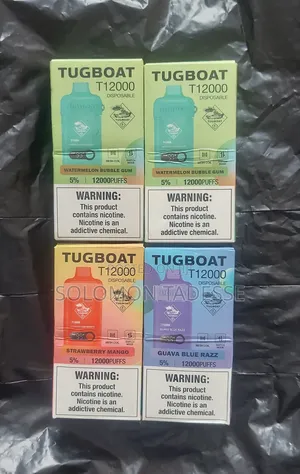 TUGBOAT
T12000
DISPOSABLE
WATERMELON BUBBLE GUM
5% | 12000PUFFS
WARNING:
This product
contains nicotine.
Nicotine is an
addictive chemical.
TUGBOAT
T12000
DISPOSABLE
WATERMELON BUBBLE GUM
5% | 12000PUFFS
WARNING:
This product
contains nicotine.
Nicotine is an
addictive chemical.
SOLOMON TADESSE
TUGBOAT
T12000
DISPOSABLE
STRAWBERRY MANGO
5% | 12000PUFFS
WARNING:
This product
contains nicotine.
Nicotine is an
addictive chemical.
TUGBOAT
T12000
DISPOSABLE
GUAVA BLUE RAZZ
5% | 12000PUFFS
WARNING:
This product
contains nicotine.
Nicotine is an
addictive chemical.